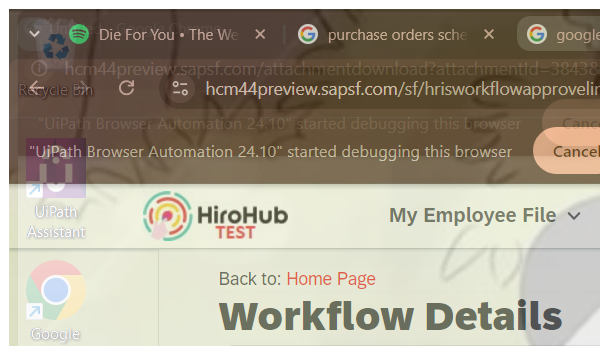 Die For You • The We
purchase orders sche
google
hcm44preview.sapsf.com/attachmentdownload?attachmentId=38438
Recycle Bin
hcm44preview.sapsf.com/sf/hrisworkflowapprovelin
"UiPath Browser Automation 24.10" started debugging this browser
Cance
"UiPath Browser Automation 24.10" started debugging this browser
Cancel
UiPath
Assistant
HiroHub
TEST
My Employee File
Back to: Home Page
Workflow Details
Google